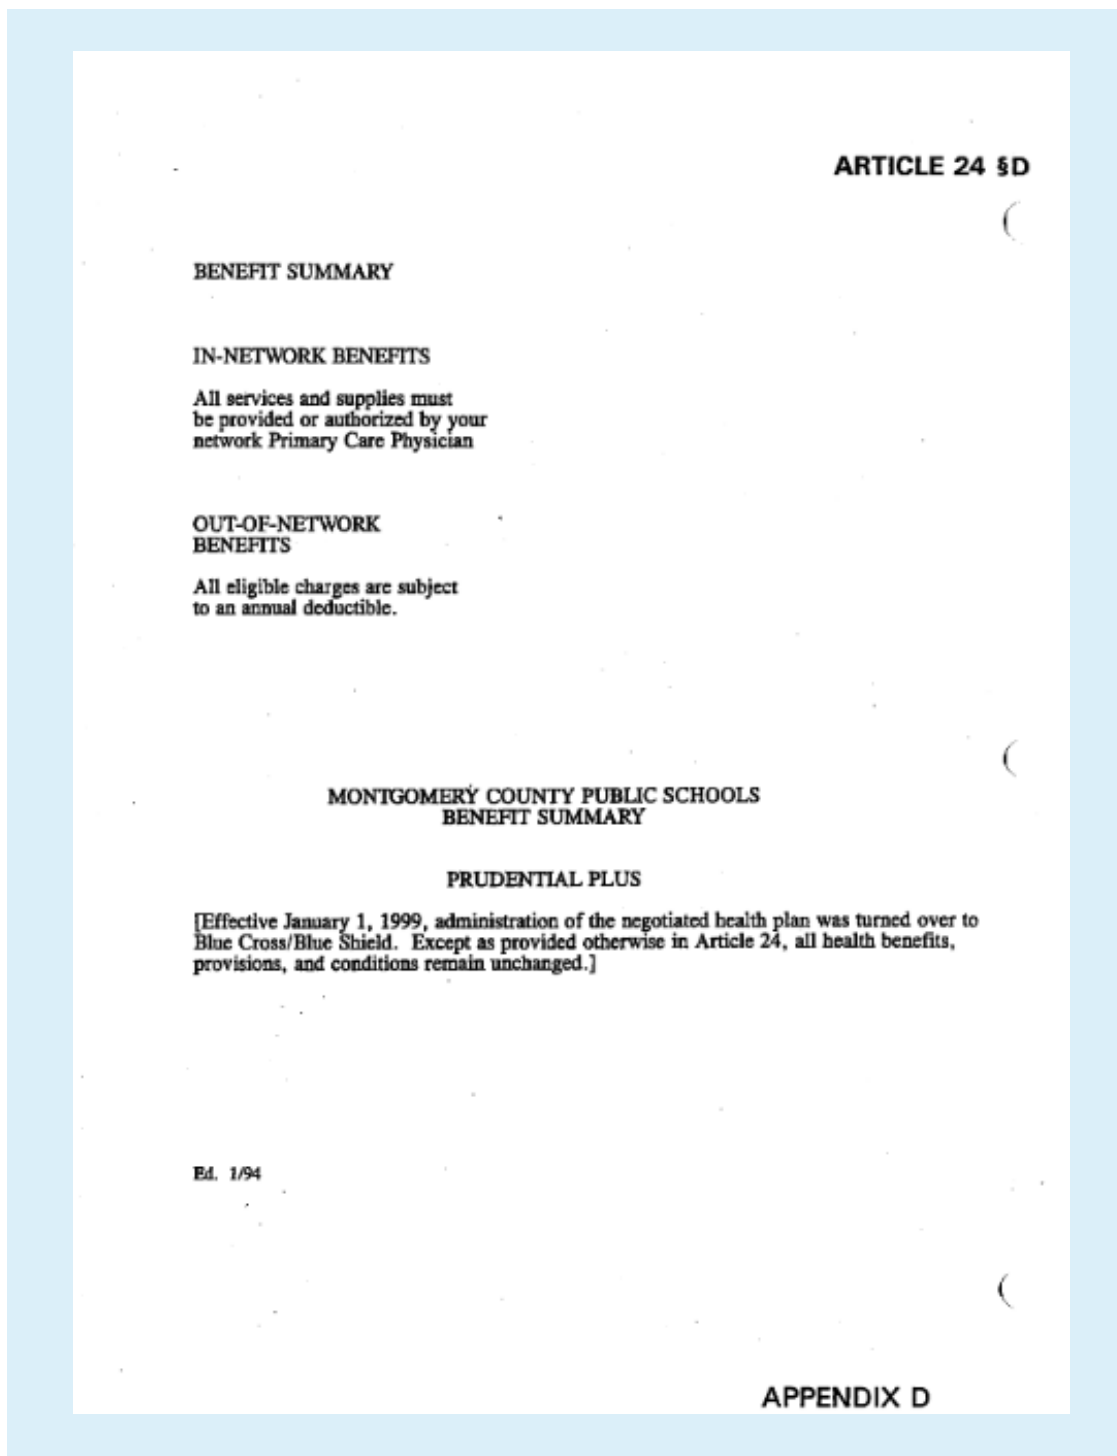 ARTICLE 24 §D
BENEFIT SUMMARY
IN-NETWORK BENEFITS
All services and supplies must
be provided or authorized by your
network Primary Care Physician
OUT-OF-NETWORK
BENEFITS
All eligible charges are subject
to an annual deductible.
MONTGOMERY COUNTY PUBLIC SCHOOLS
BENEFIT SUMMARY
PRUDENTIAL PLUS
[Effective January 1, 1999, administration of the negotiated health plan was turned over to
Blue Cross/Blue Shield.  Except as provided otherwise in Article 24, all health benefits,
provisions, and conditions remain unchanged.]
Ed. 1/94
APPENDIX D